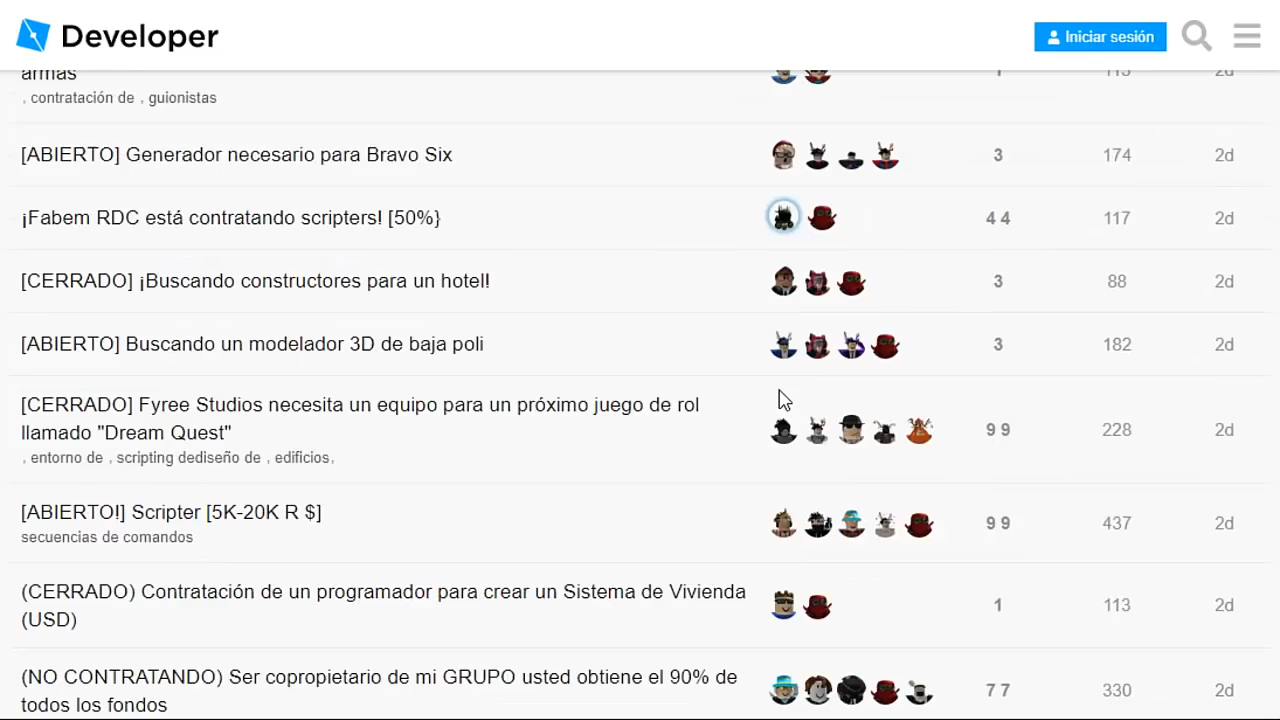 Developer
Iniciar sesión
armas 1 113 2d
, contratación de , guionistas
[ABIERTO] Generador necesario para Bravo Six 3 174 2d
¡Fabem RDC está contratando scripters! [50%} 4 4 117 2d
[CERRADO] ¡Buscando constructores para un hotel! 3 88 2d
[ABIERTO] Buscando un modelador 3D de baja poli 3 182 2d
[CERRADO] Fyree Studios necesita un equipo para un próximo juego de rol
llamado "Dream Quest" 9 9 228 2d
, entorno de , scripting dediseño de , edificios,
[ABIERTO!] Scripter [5K-20K R $] 9 9 437 2d
secuencias de comandos
(CERRADO) Contratación de un programador para crear un Sistema de Vivienda
(USD) 1 113 2d
(NO CONTRATANDO) Ser copropietario de mi GRUPO usted obtiene el 90% de
todos los fondos 7 7 330 2d